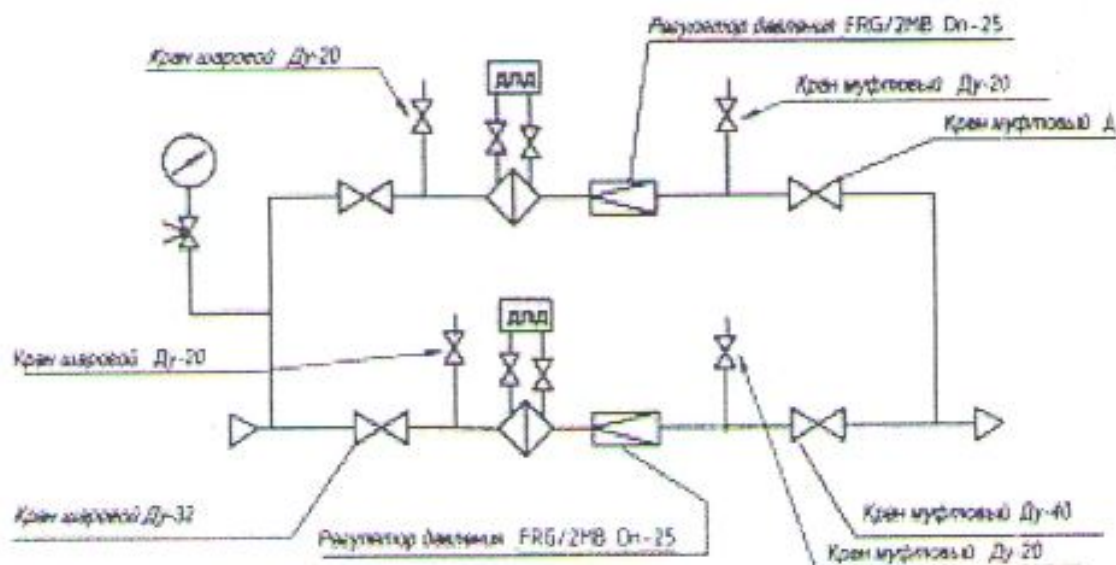 Регулятор давления FRG/2MB Dn-25
Кран шаровой Ду-20
ДПД
Кран муфтовый Ду-20
Кран муфтовый Д
ДПД
Кран шаровой Ду-20
Кран шаровой Ду-32
Кран муфтовый Ду-40
Регулятор давления FRG/2MB Dn-25
Кран муфтовый Ду-20